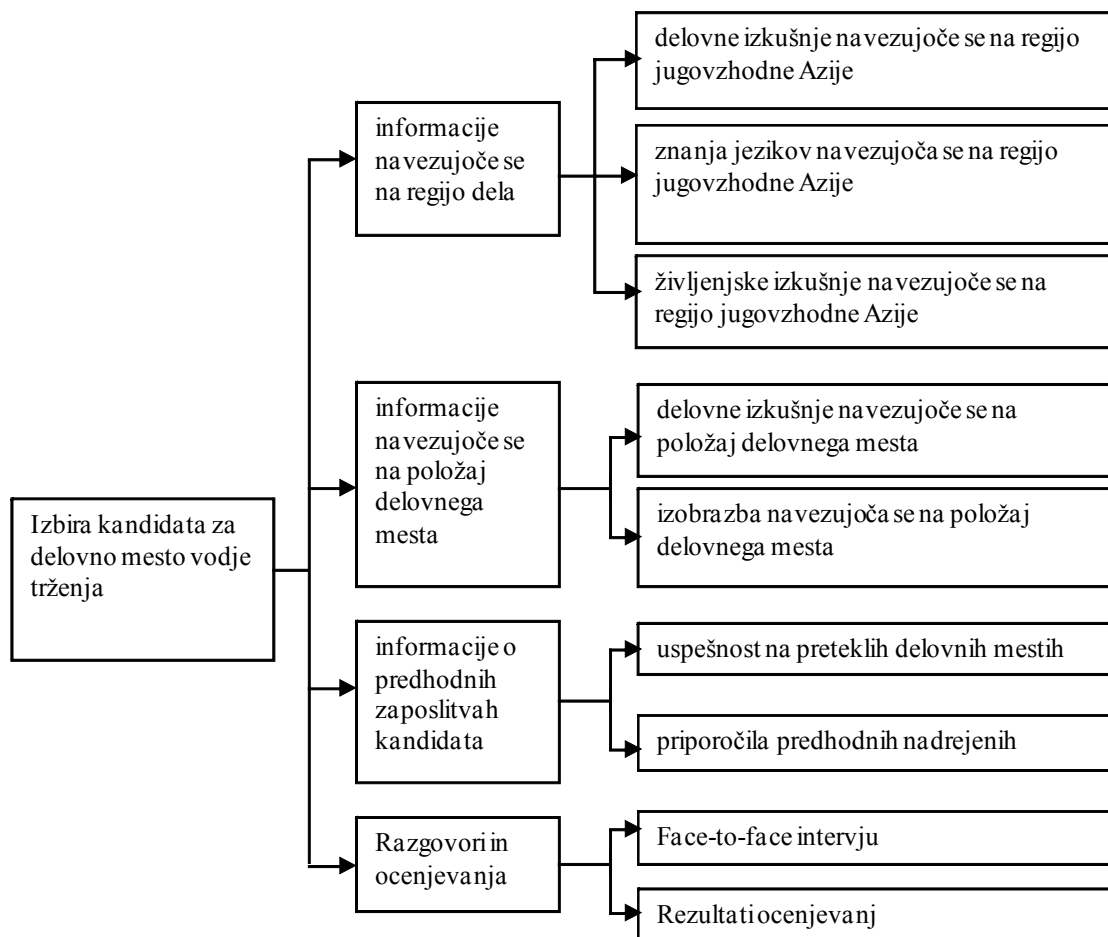 Izbira kandidata za
delovno mesto vodje
trženja
informacije
navezujoče se
na regijo dela
delovne izkušnje navezujoče se na regijo
jugovzhodne Azije
znanja jezikov navezujoča se na regijo
jugovzhodne Azije
življenjske izkušnje navezujoče se na
regijo jugovzhodne Azije
informacije
navezujoče se
na položaj
delovnega
mesta
delovne izkušnje navezujoče se na
položaj delovnega mesta
izobrazba navezujoča se na položaj
delovnega mesta
informacije o
predhodnih
zaposlitvah
kandidata
uspešnost na preteklih delovnih mestih
priporočila predhodnih nadrejenih
Razgovori in
ocenjevanja
Face-to-face intervju
Rezultati ocenjevanj